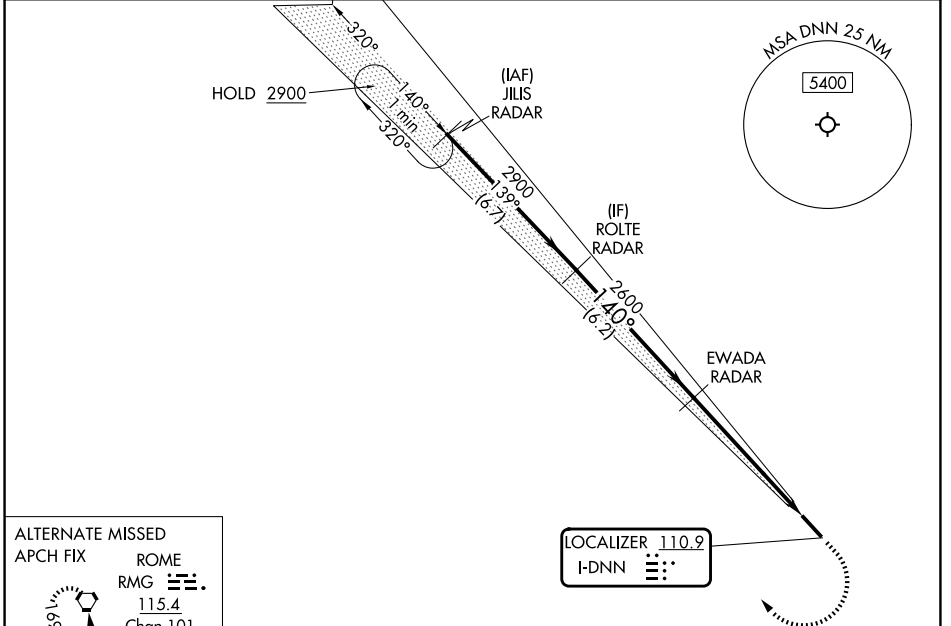 320°
HOLD 2900
140°
1 min
320°
(IAF)
JILIS
RADAR
MSA DNN 25 NM
5400
2900
139°
(6.7)
(IF)
ROLTE
RADAR
2600
140°
(6.2)
EWADA
RADAR
LOCALIZER 110.9
I-DNN
ALTERNATE MISSED
APCH FIX
ROME
RMG
115.4
Chan 101